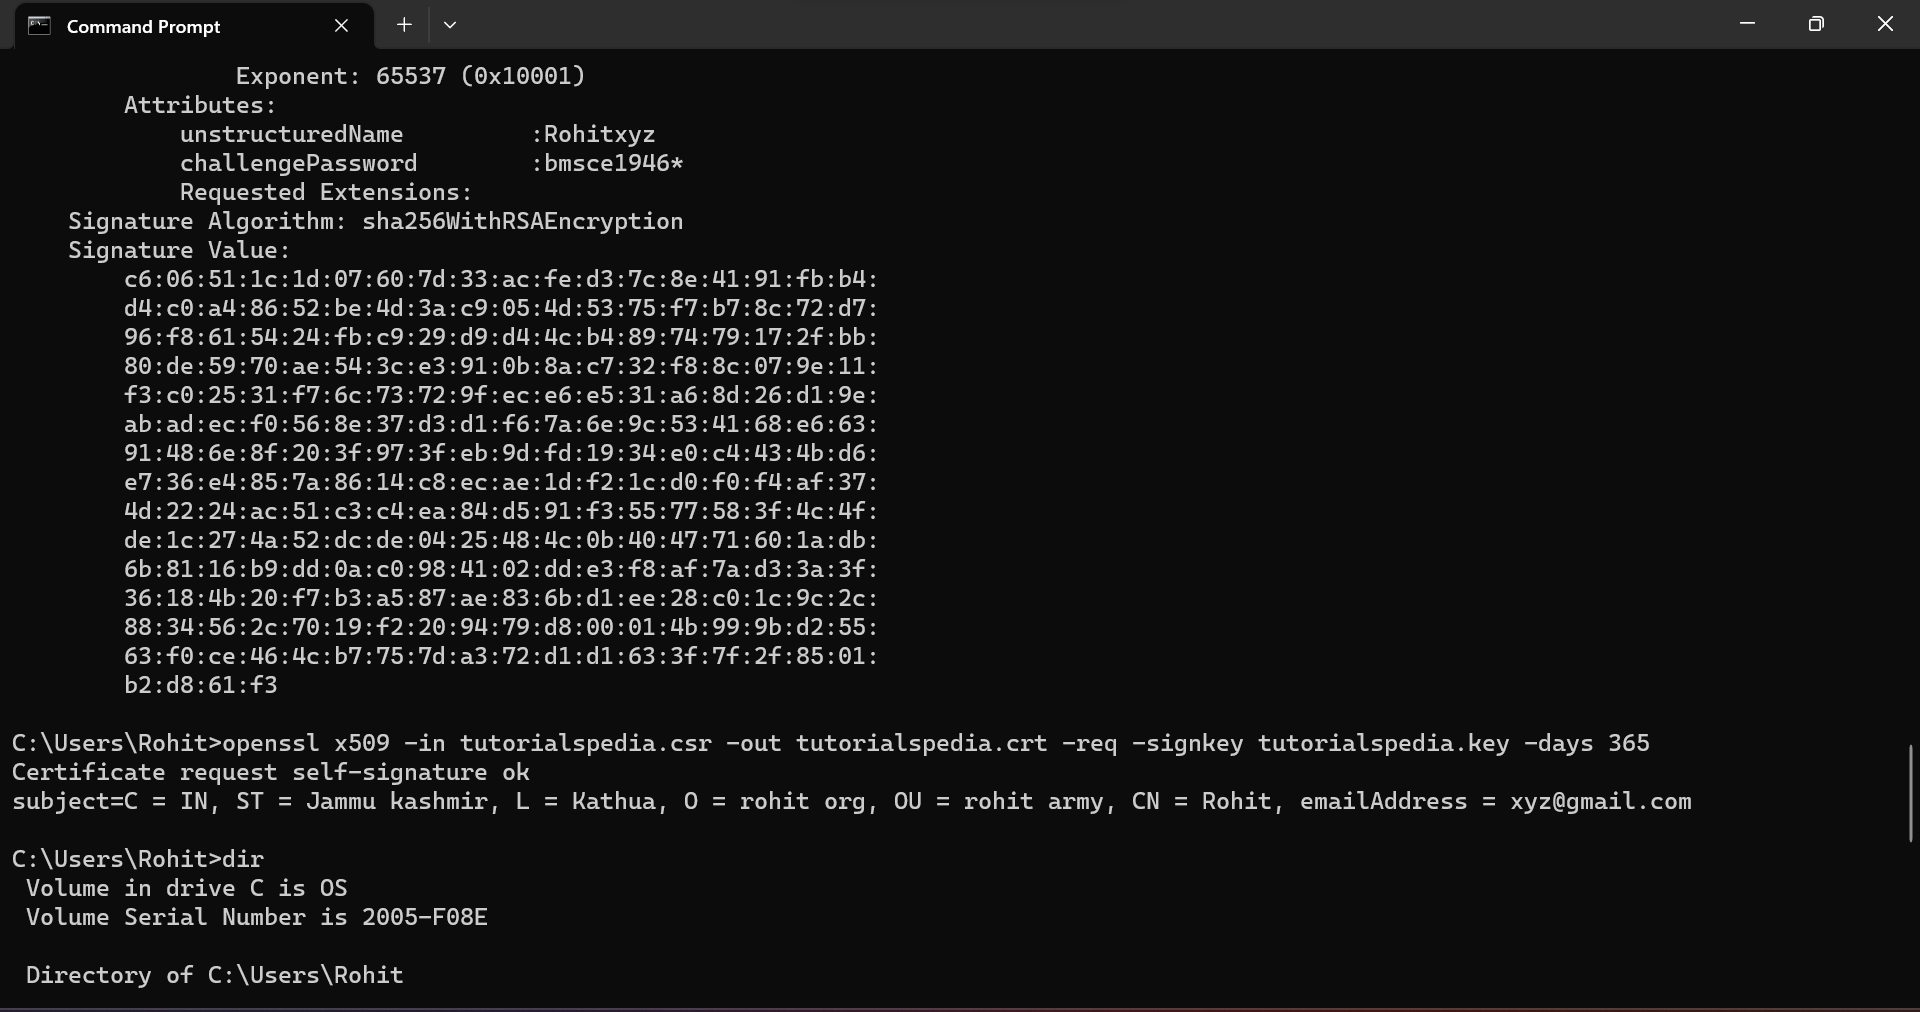 Command Prompt
Exponent: 65537 (0x10001)
Attributes:
unstructuredName :Rohitxyz
challengePassword :bmsce1946*
Requested Extensions:
Signature Algorithm: sha256WithRSAEncryption
Signature Value:
c6:06:51:1c:1d:07:60:7d:33:ac:fe:d3:7c:8e:41:91:fb:b4:
d4:c0:a4:86:52:be:4d:3a:c9:05:4d:53:75:f7:b7:8c:72:d7:
96:f8:61:54:24:fb:c9:29:d9:d4:4c:b4:89:74:79:17:2f:bb:
80:de:59:70:ae:54:3c:e3:91:0b:8a:c7:32:f8:8c:07:9e:11:
f3:c0:25:31:f7:6c:73:72:9f:ec:e6:e5:31:a6:8d:26:d1:9e:
ab:ad:ec:f0:56:8e:37:d3:d1:f6:7a:6e:9c:53:41:68:e6:63:
91:48:6e:8f:20:3f:97:3f:eb:9d:fd:19:34:e0:c4:43:4b:d6:
e7:36:e4:85:7a:86:14:c8:ec:ae:1d:f2:1c:d0:f0:f4:af:37:
4d:22:24:ac:51:c3:c4:ea:84:d5:91:f3:55:77:58:3f:4c:4f:
de:1c:27:4a:52:dc:de:04:25:48:4c:0b:40:47:71:60:1a:db:
6b:81:16:b9:dd:0a:c0:98:41:02:dd:e3:f8:af:7a:d3:3a:3f:
36:18:4b:20:f7:b3:a5:87:ae:83:6b:d1:ee:28:c0:1c:9c:2c:
88:34:56:2c:70:19:f2:20:94:79:d8:00:01:4b:99:9b:d2:55:
63:f0:ce:46:4c:b7:75:7d:a3:72:d1:d1:63:3f:7f:2f:85:01:
b2:d8:61:f3
C:\Users\Rohit>openssl x509 -in tutorialspedia.csr -out tutorialspedia.crt -req -signkey tutorialspedia.key -days 365
Certificate request self-signature ok
subject=C = IN, ST = Jammu kashmir, L = Kathua, O = rohit org, OU = rohit army, CN = Rohit, emailAddress = xyz@gmail.com
C:\Users\Rohit>dir
Volume in drive C is OS
Volume Serial Number is 2005-F08E
Directory of C:\Users\Rohit